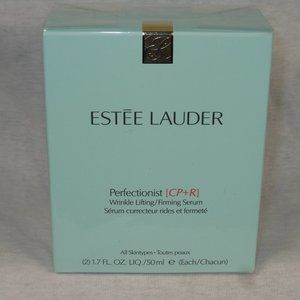 ESTĒE LAUDER
Perfectionist [CP+R]
Wrinkle Lifting/Firming Serum
Sérum correcteur rides et fermeté
All Skintypes • Toutes peaux
(2) 1.7 FL. OZ. LIQ./50 ml ℮ (Each/Chacun)